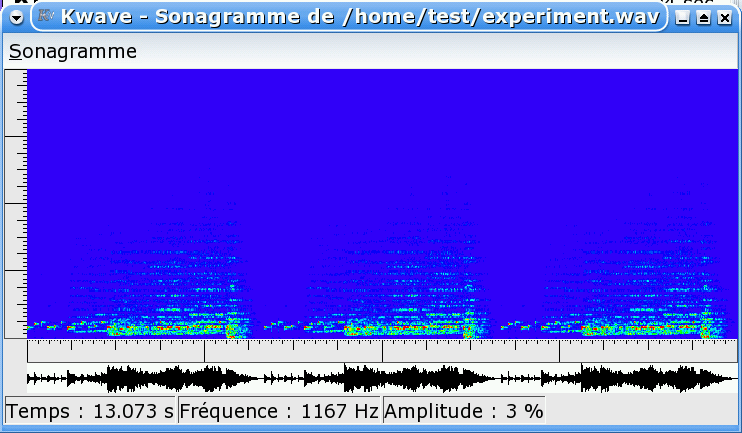 Kwave - Sonagramme de /home/test/experiment.wav
Sonagramme
Temps : 13.073 s Fréquence : 1167 Hz Amplitude : 3 %